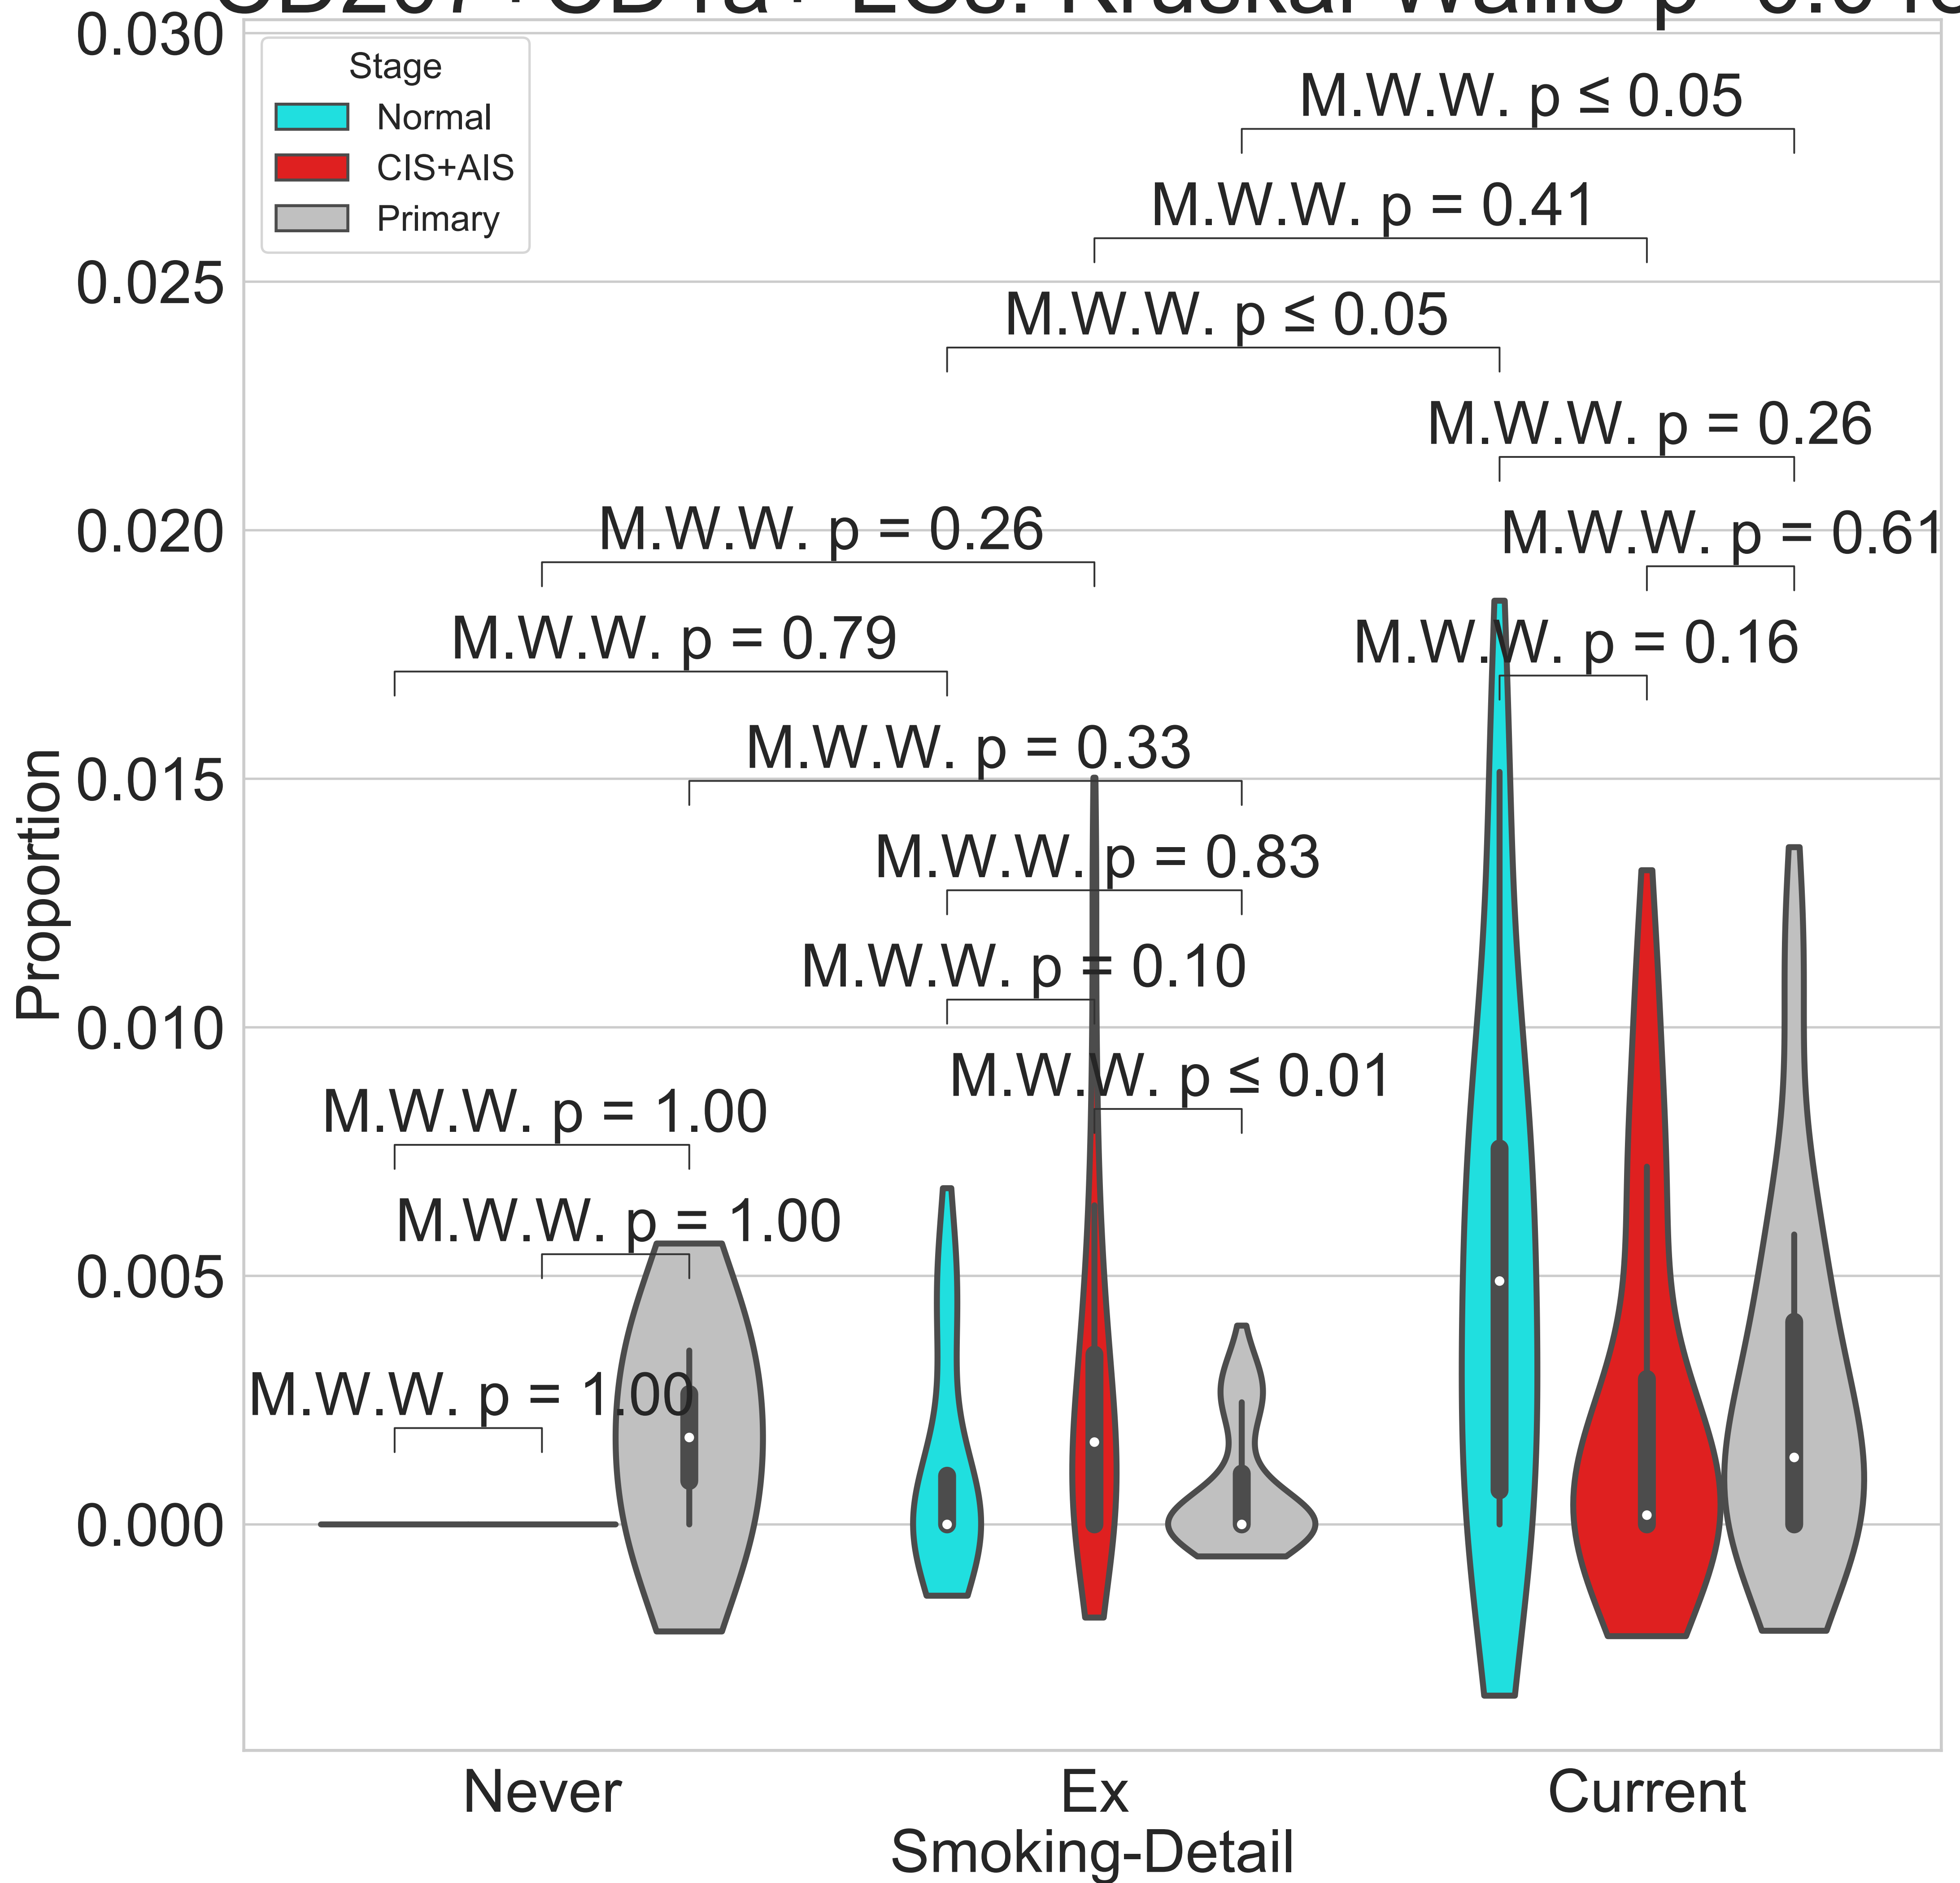 Kruskal-Wallis
0.030
Stage
Normal
CIS+AIS
Primary
M.W.W. p ≤ 0.05
M.W.W. p = 0.41
0.025
M.W.W. p ≤ 0.05
M.W.W. p = 0.26
0.020
M.W.W. p = 0.26
M.W.W. p = 0.61
M.W.W. p = 0.79
M.W.W. p = 0.16
0.015
M.W.W. p = 0.33
M.W.W. p = 0.83
Proportion
M.W.W. p = 0.10
0.010
M.W.W. p ≤ 0.01
M.W.W. p = 1.00
M.W.W. p = 1.00
0.005
M.W.W. p = 1.00
0.000
Never
Ex
Current
Smoking-Detail